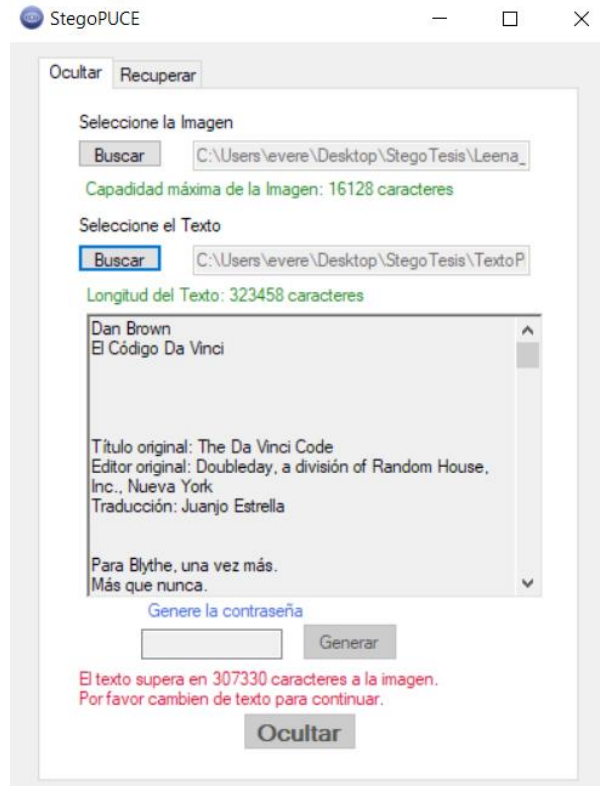 StegoPUCE
Ocultar Recuperar
Seleccione la Imagen
Buscar C:\Users\evere\Desktop\StegoTesis\Leena_
Capadidad máxima de la Imagen: 16128 caracteres
Seleccione el Texto
Buscar C:\Users\evere\Desktop\StegoTesis\TextoP
Longitud del Texto: 323458 caracteres
Dan Brown
El Código Da Vinci
Título original: The Da Vinci Code
Editor original: Doubleday, a división of Random House,
Inc., Nueva York
Traducción: Juanjo Estrella
Para Blythe, una vez más.
Más que nunca.
Genere la contraseña
Generar
El texto supera en 307330 caracteres a la imagen.
Por favor cambien de texto para continuar.
Ocultar